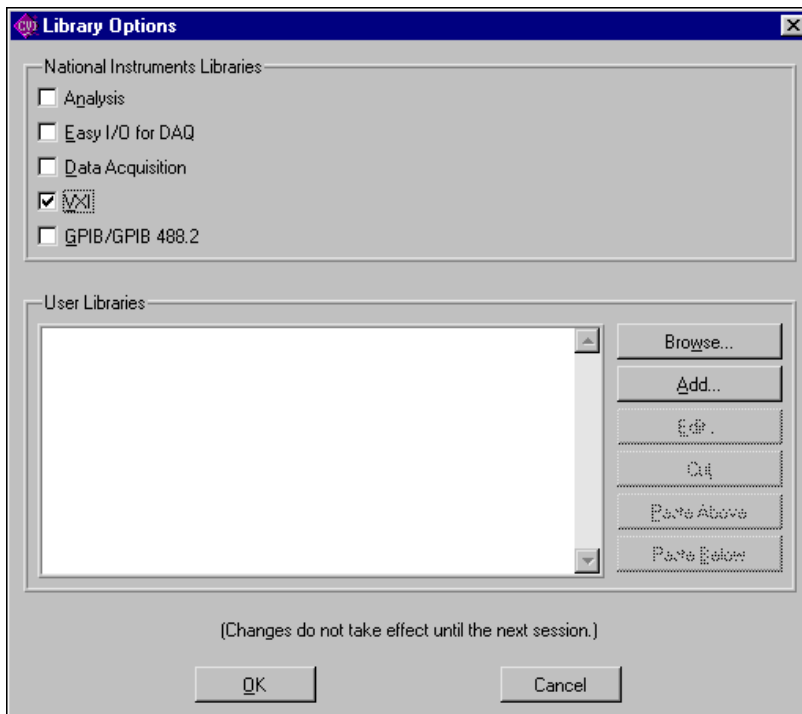 CVI Library Options
National Instruments Libraries
Analysis
Easy I/O for DAQ
Data Acquisition
VXI
GPIB/GPIB 488.2
User Libraries
Browse...
Add...
Edit...
Cut
Paste Above
Paste Below
(Changes do not take effect until the next session.)
OK
Cancel